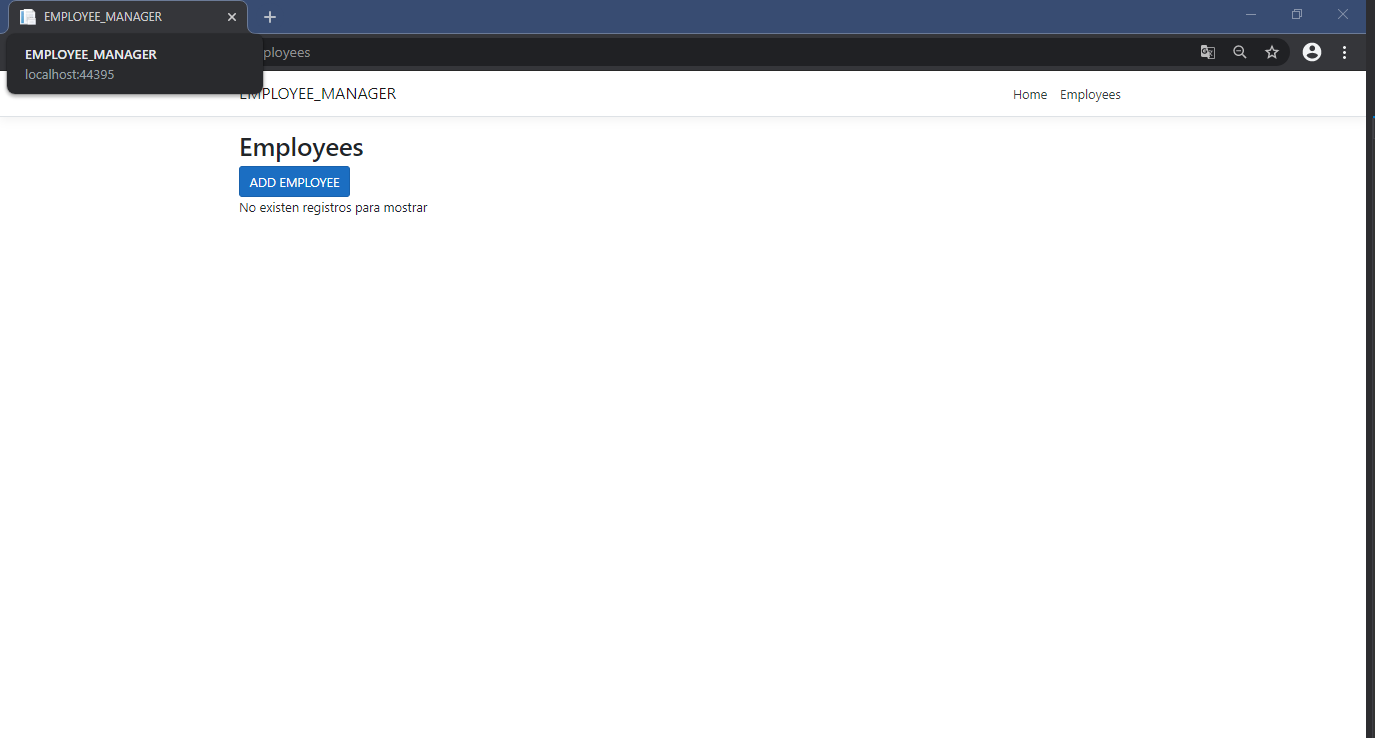 EMPLOYEE_MANAGER
EMPLOYEE_MANAGER
localhost:44395
ployees
EMPLOYEE_MANAGER
Home Employees
Employees
ADD EMPLOYEE
No existen registros para mostrar